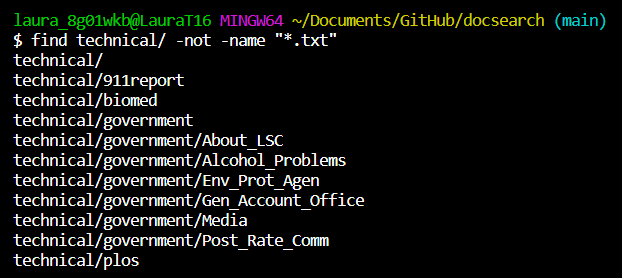 laura_8g01wkb@LauraT16 MINGW64 ~/Documents/GitHub/docsearch (main)
$ find technical/ -not -name "*.txt"
technical/
technical/911report
technical/biomed
technical/government
technical/government/About_LSC
technical/government/Alcohol_Problems
technical/government/Env_Prot_Agen
technical/government/Gen_Account_Office
technical/government/Media
technical/government/Post_Rate_Comm
technical/plos